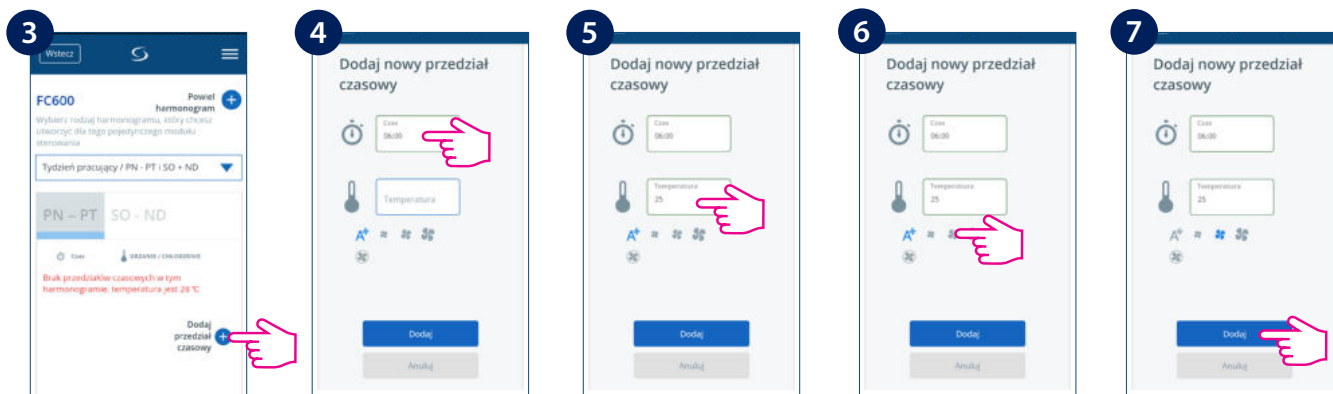 3
Wstecz
FC600
Powiel
harmonogram
Wybierz rodzaj harmonogramu, który chcesz
utworzyć dla tego pojedynczego modułu
sterowania
Tydzień pracujący / PN - PT i SO + ND
PN – PT SO - ND
Czas GRZANIE / CHŁODZENIE
Brak przedziałów czasowych w tym
harmonogramie, temperatura jest 28 °C
Dodaj
przedział
czasowy
4
Dodaj nowy przedział
czasowy
Czas
06:00
Temperatura
A+
Dodaj
Anuluj
5
Dodaj nowy przedział
czasowy
Czas
06:00
Temperatura
25
A+
Dodaj
Anuluj
6
Dodaj nowy przedział
czasowy
Czas
06:00
Temperatura
25
A+
Dodaj
Anuluj
7
Dodaj nowy przedział
czasowy
Czas
06:00
Temperatura
25
A+
Dodaj
Anuluj